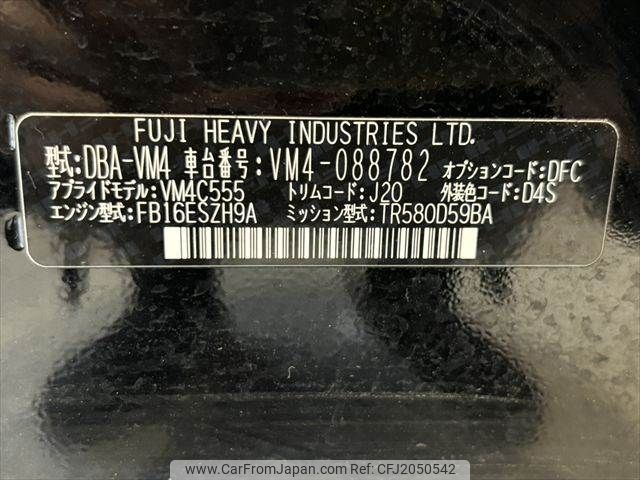 FUJI HEAVY INDUSTRIES LTD.
型式:DBA-VM4 車台番号:VM4-088782 オプションコード:DFC
アプライドモデル:VM4C555 トリムコード:J20 外装色コード:D4S
エンジン型式:FB16ESZH9A ミッション型式:TR580D59BA
www.CarFromJapan.com | CFJ2050542